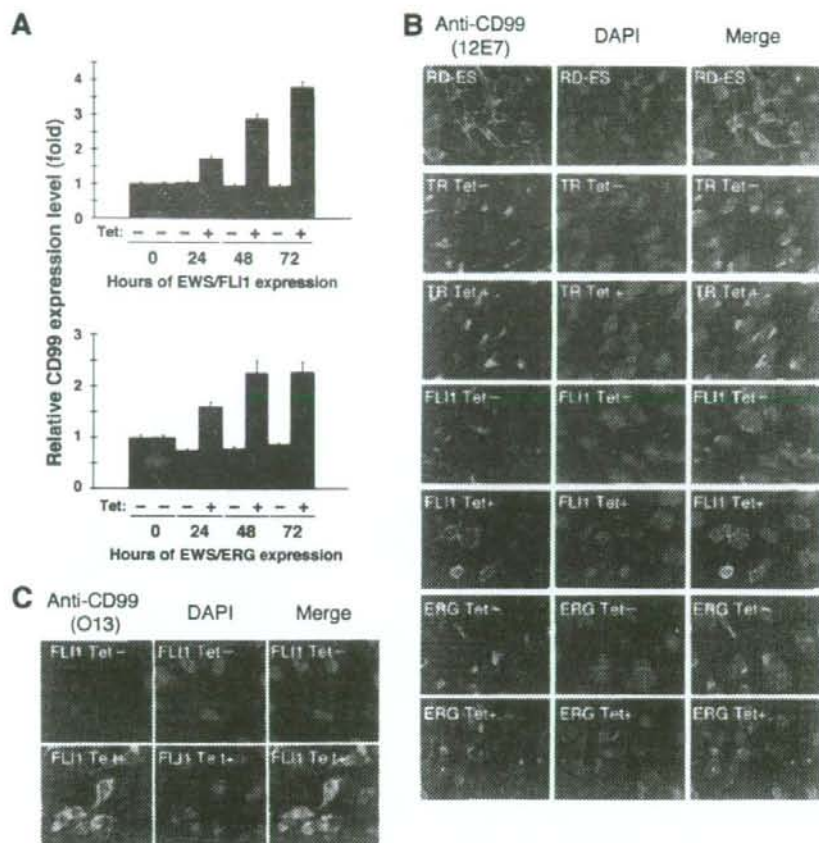 A
Relative CD99 expression level (fold)
4
3
2
1
0
Tet: − − − + − + − +
0 24 48 72
Hours of EWS/FLI1 expression
3
2
1
0
Tet: − − − + − + − +
0 24 48 72
Hours of EWS/ERG expression
B
Anti-CD99 (12E7) DAPI Merge
RD-ES RD-ES RD-ES
TR Tet− TR Tet− TR Tet−
TR Tet+ TR Tet+ TR Tet+
FLI1 Tet− FLI1 Tet− FLI1 Tet−
FLI1 Tet+ FLI1 Tet+ FLI1 Tet+
ERG Tet− ERG Tet− ERG Tet−
ERG Tet+ ERG Tet+ ERG Tet+
C
Anti-CD99 (O13) DAPI Merge
FLI1 Tet− FLI1 Tet− FLI1 Tet−
FLI1 Tet+ FLI1 Tet+ FLI1 Tet+